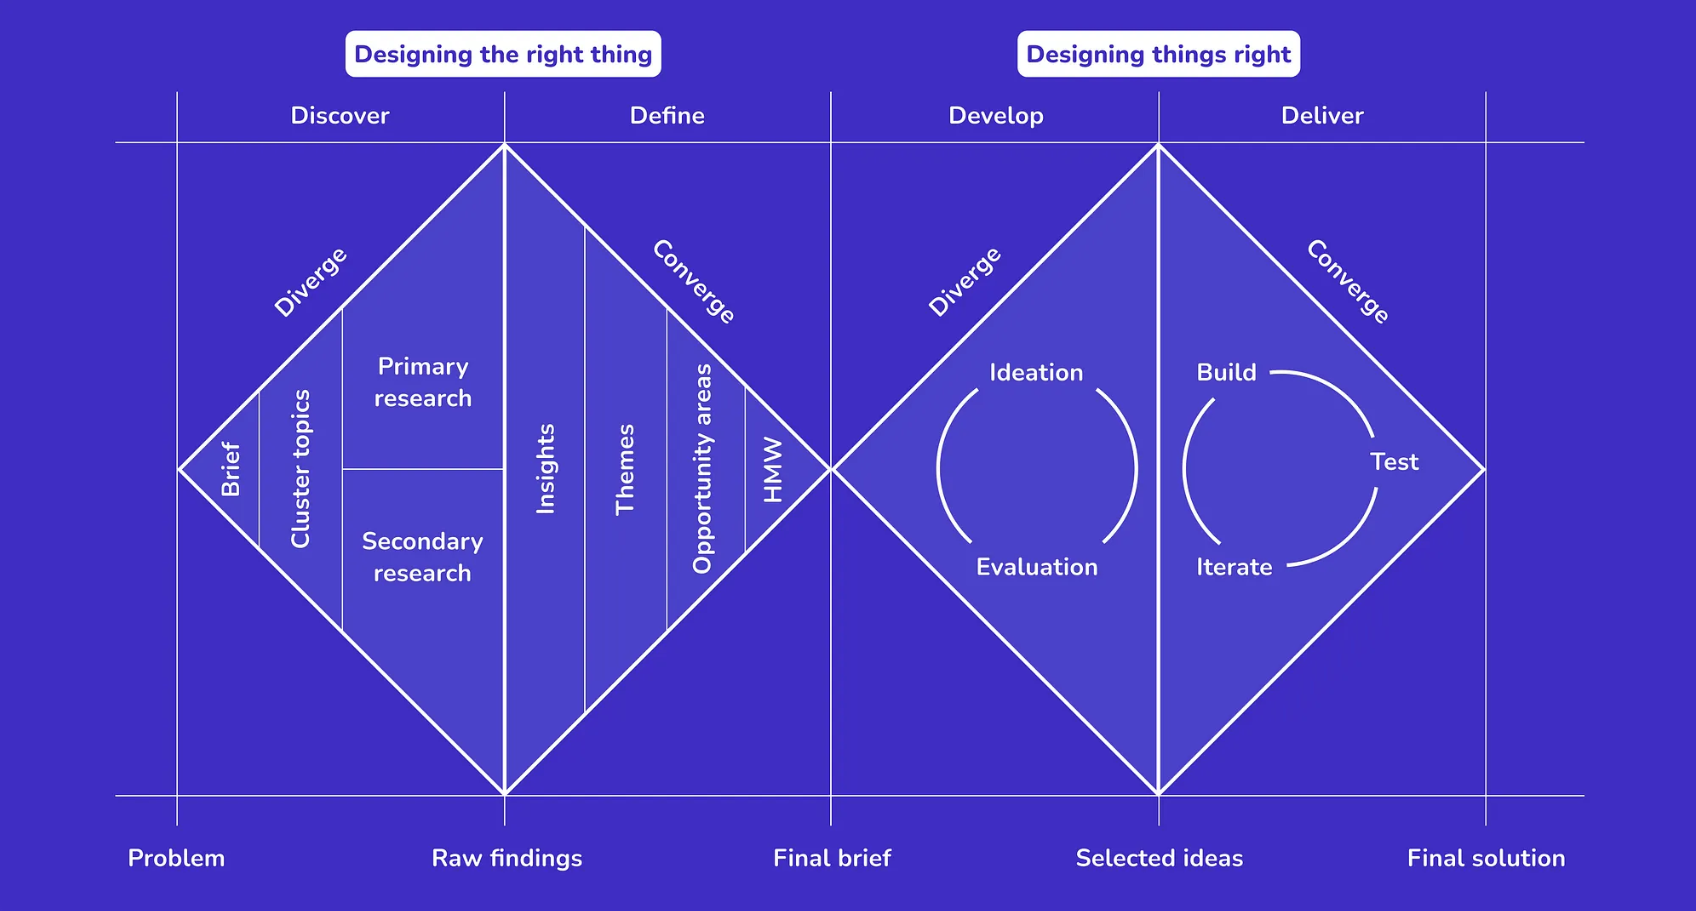 Designing the right thing
Designing things right
Discover
Define
Develop
Deliver
Diverge
Converge
Diverge
Converge
Brief
Cluster topics
Primary
research
Secondary
research
Insights
Themes
Opportunity areas
HMW
Ideation
Evaluation
Build
Test
Iterate
Problem
Raw findings
Final brief
Selected ideas
Final solution